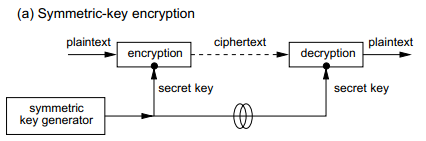 (a) Symmetric-key encryption
plaintext
ciphertext
plaintext
encryption
decryption
secret key
secret key
symmetric
key generator